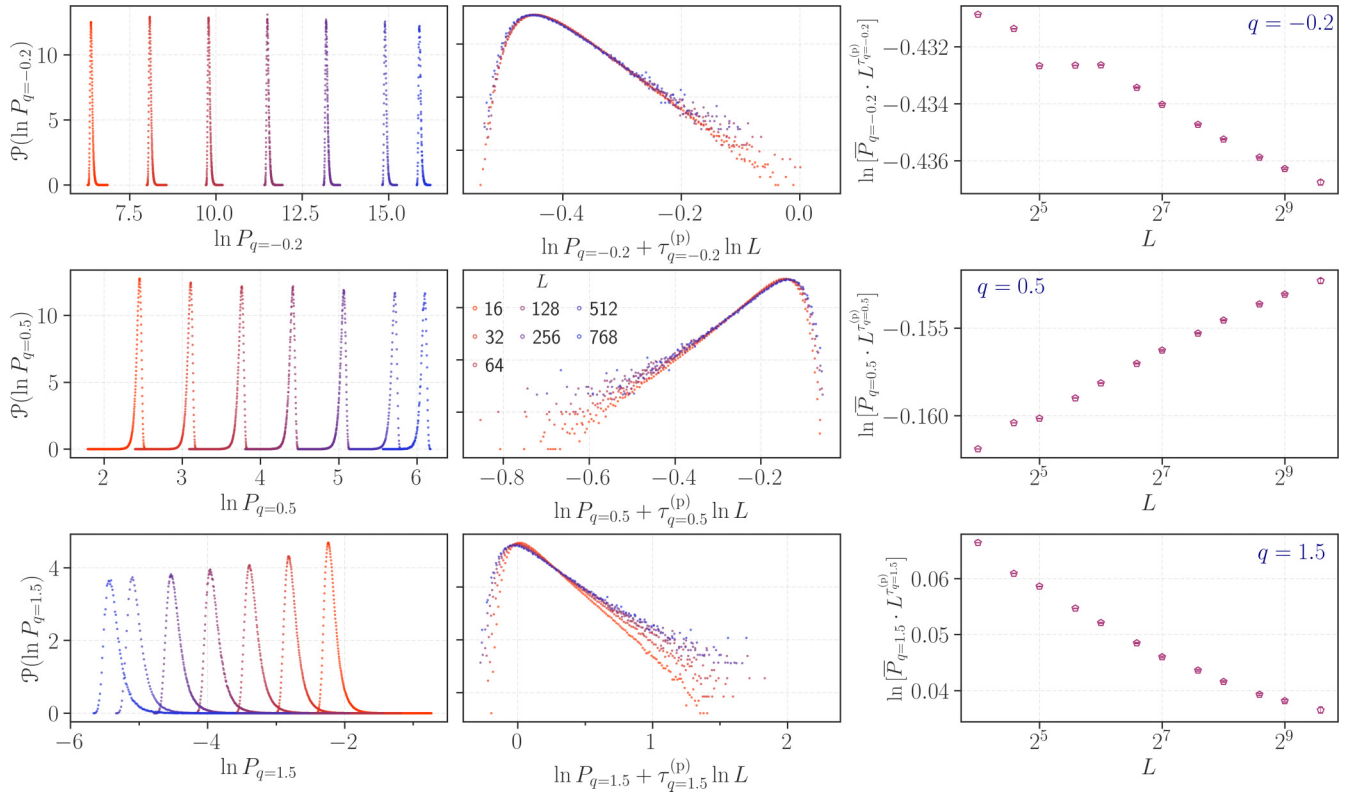 𝒫(ln P_{q=−0.2})
10
5
0
7.5 10.0 12.5 15.0
ln P_{q=−0.2}
−0.4 −0.2 0.0
ln P_{q=−0.2} + τ^{(p)}_{q=−0.2} ln L
ln [P̅_{q=−0.2} · L^{τ^{(p)}_{q=−0.2}}]
q = −0.2
−0.432
−0.434
−0.436
2^5 2^7 2^9
L
𝒫(ln P_{q=0.5})
10
5
0
2 3 4 5 6
ln P_{q=0.5}
L
16 128 512
32 256 768
64
−0.8 −0.6 −0.4 −0.2
ln P_{q=0.5} + τ^{(p)}_{q=0.5} ln L
ln [P̅_{q=0.5} · L^{τ^{(p)}_{q=0.5}}]
q = 0.5
−0.155
−0.160
2^5 2^7 2^9
L
𝒫(ln P_{q=1.5})
4
2
0
−6 −4 −2
ln P_{q=1.5}
0 1 2
ln P_{q=1.5} + τ^{(p)}_{q=1.5} ln L
ln [P̅_{q=1.5} · L^{τ^{(p)}_{q=1.5}}]
q = 1.5
0.06
0.05
0.04
2^5 2^7 2^9
L